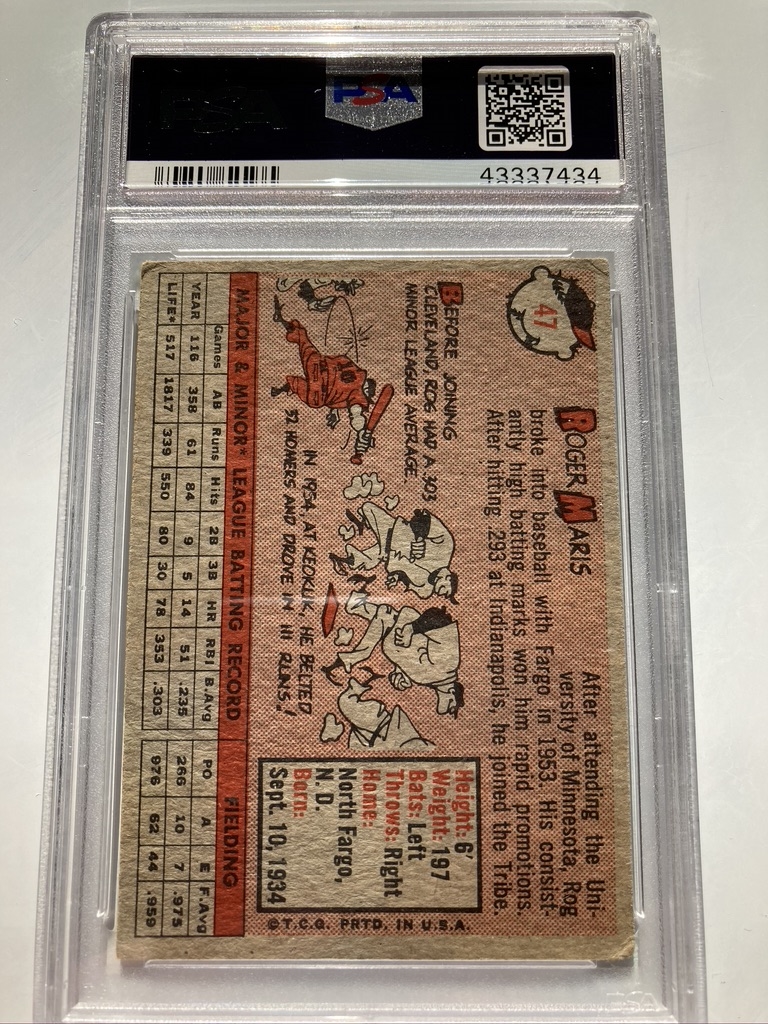 PSA
43337434
47
ROGER MARIS
After attending the Uni-
versity of Minnesota, Rog
broke into baseball with Fargo in 1953. His consist-
antly high batting marks won him rapid promotions.
After hitting .293 at Indianapolis, he joined the Tribe.
BEFORE JOINING
CLEVELAND, ROG HAD A .303
MINOR LEAGUE AVERAGE.
IN 1954, AT KEOKUK, HE BELTED
32 HOMERS AND DROVE IN 111 RUNS!
Height: 6'
Weight: 197
Bats: Left
Throws: Right
Home:
North Fargo,
N. D.
Born:
Sept. 10, 1934
MAJOR & MINOR* LEAGUE BATTING RECORD FIELDING
Games AB Runs Hits 2B 3B HR RBI B.Avg PO A E F.Avg
YEAR 116 358 61 84 9 5 14 51 .235 266 10 7 .975
LIFE* 517 1817 339 550 80 30 78 353 .303 976 62 44 .959
©T.C.G. PRTD. IN U.S.A.